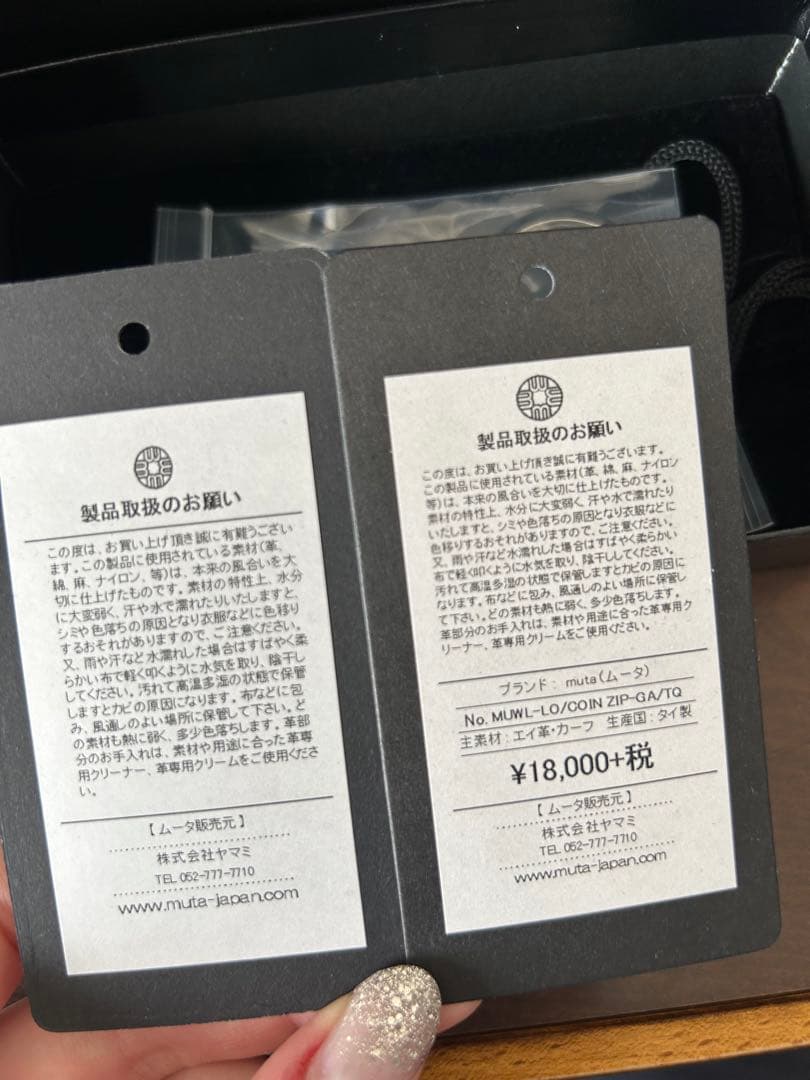 製品取扱のお願い
この度は、お買い上げ頂き誠に有難うござい
ます。この製品に使用されている素材(革、
綿、麻、ナイロン、等)は、本来の風合いを大
切に仕上げたものです。素材の特性上、水分
に大変弱く、汗や水で濡れたりいたしますと、
シミや色落ちの原因となり衣服などに色移り
するおそれがありますので、ご注意ください。
又、雨や汗など水濡れした場合はすばやく柔
らかい布で軽く叩くように水気を取り、陰干し
してください。汚れて高温多湿の状態で保管
しますとカビの原因になります。布などに包
み、風通しのよい場所に保管して下さい。ど
の素材も熱に弱く、多少色落ちします。革部
分のお手入れは、素材や用途に合った革専
用クリーナー、革専用クリームをご使用くださ
い。
【ムータ販売元】
株式会社ヤマミ
TEL 052-777-7710
www.muta-japan.com
製品取扱のお願い
この度は、お買い上げ頂き誠に有難うございます。
この製品に使用されている素材(革、綿、麻、ナイロン
等)は、本来の風合いを大切に仕上げたものです。
素材の特性上、水分に大変弱く、汗や水で濡れたり
いたしますと、シミや色落ちの原因となり衣服などに
色移りするおそれがありますので、ご注意ください。
又、雨や汗など水濡れした場合はすばやく柔らかい
布で軽く叩くように水気を取り、陰干ししてください。
汚れて高温多湿の状態で保管しますとカビの原因に
なります。布などに包み、風通しのよい場所に保管し
て下さい。どの素材も熱に弱く、多少色落ちします。
革部分のお手入れは、素材や用途に合った革専用ク
リーナー、革専用クリームをご使用ください。
ブランド: muta(ムータ)
No. MUWL-LO/COIN ZIP-GA/TQ
主素材:エイ革・カーフ 生産国:タイ製
¥18,000+税
【ムータ販売元】
株式会社ヤマミ
TEL 052-777-7710
www.muta-japan.com